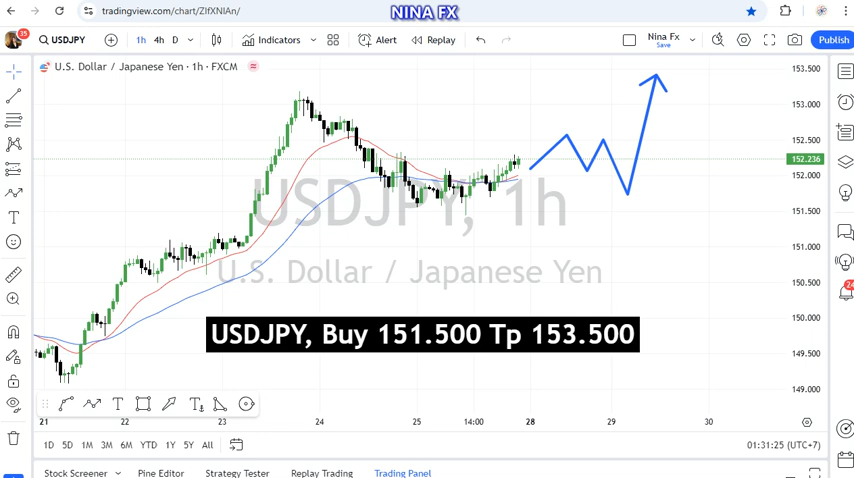 tradingview.com/chart/ZIfXNIAn/
NINA FX
35
USDJPY
1h 4h D
Indicators
Alert
Replay
Nina Fx
Save
Publish
U.S. Dollar / Japanese Yen · 1h · FXCM
153.500
153.000
152.500
152.236
152.000
151.500
151.000
150.500
150.000
149.500
149.000
USDJPY, 1h
U.S. Dollar / Japanese Yen
USDJPY, Buy 151.500 Tp 153.500
24
21 22 23 24 25 14:00 28 29 30
1D 5D 1M 3M 6M YTD 1Y 5Y All
01:31:25 (UTC+7)
Stock Screener Pine Editor Strategy Tester Replay Trading Trading Panel